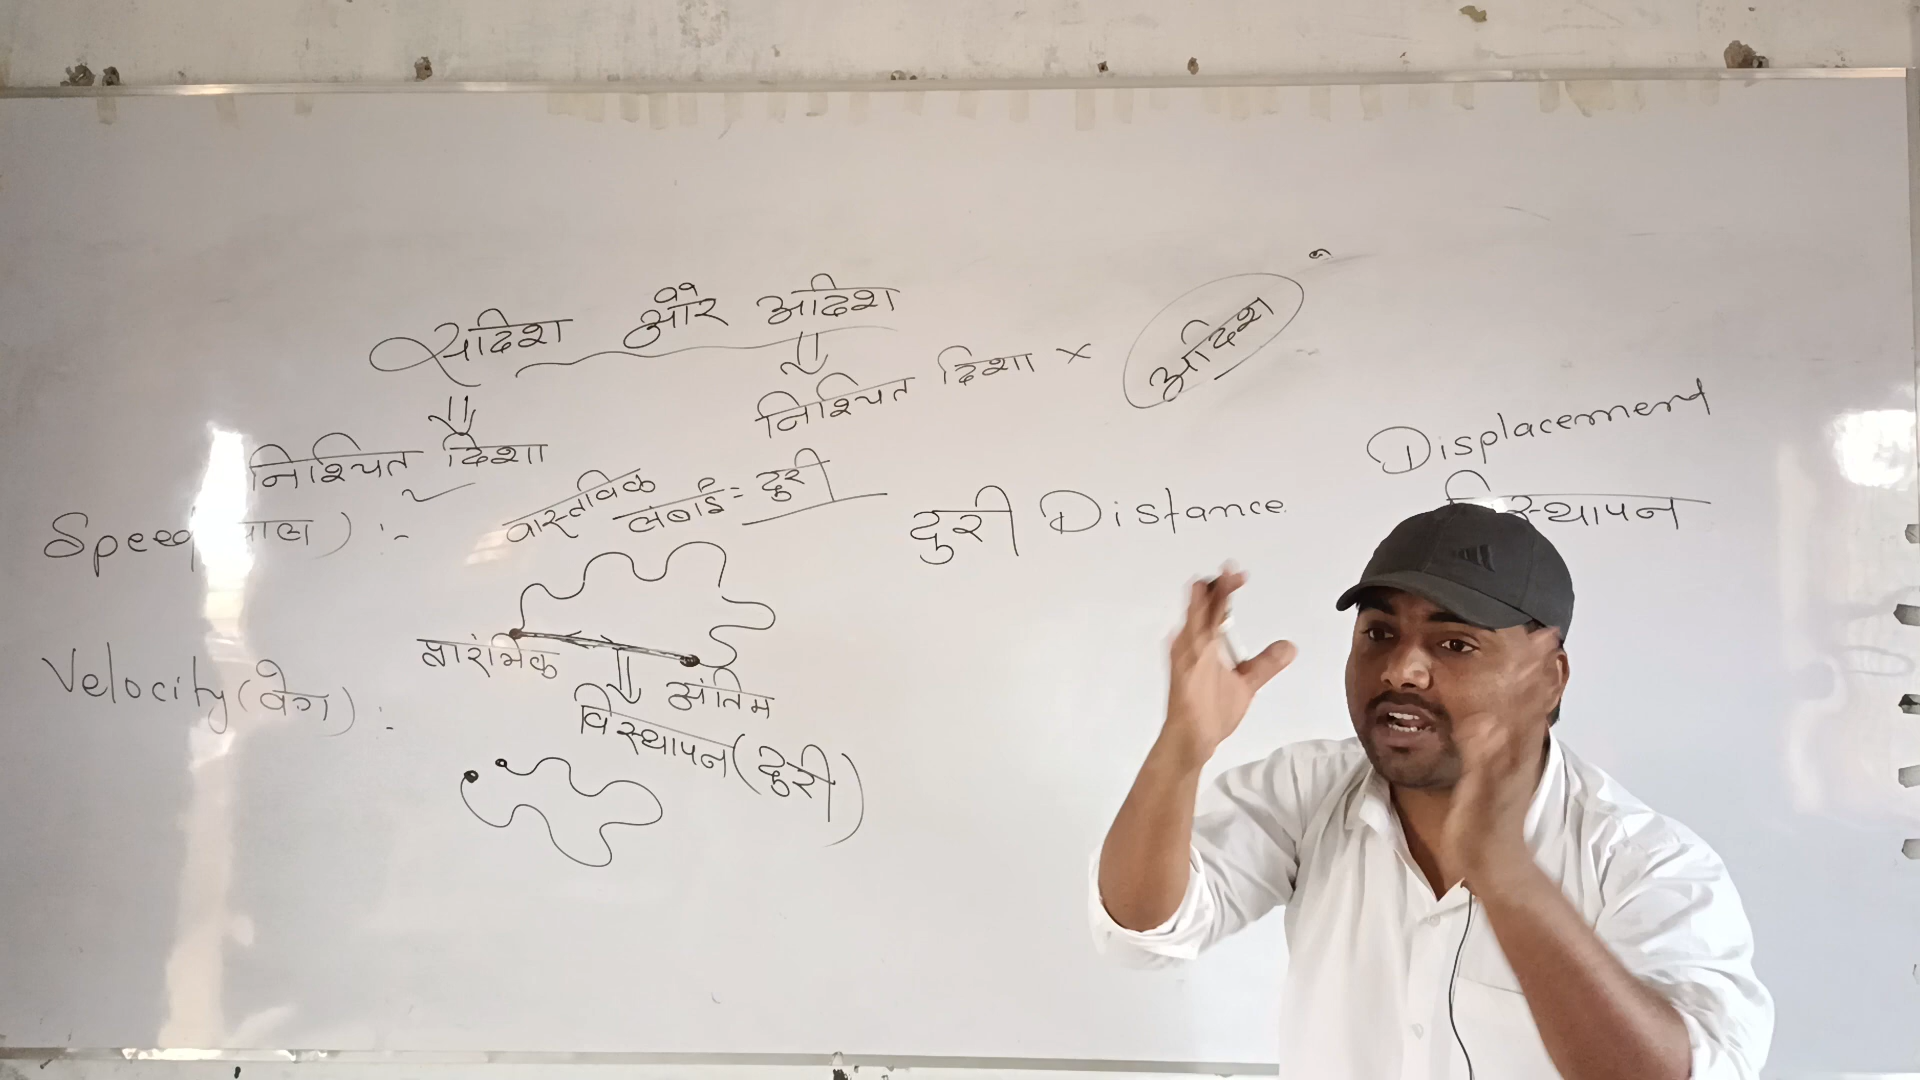 सदिश और अदिश
निश्चित दिशा
निश्चित दिशा ×
अदिश
Speed
वास्तविक
लंबाई = दुरी
दुरी Distance
Displacement
Velocity (वेग) :-
प्रारंभिक
अंतिम
विस्थापन (दुरी)